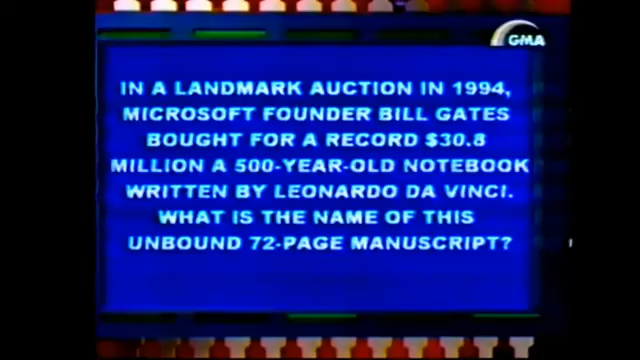 GMA
IN A LANDMARK AUCTION IN 1994,
MICROSOFT FOUNDER BILL GATES
BOUGHT FOR A RECORD $30.8
MILLION A 500-YEAR-OLD NOTEBOOK
WRITTEN BY LEONARDO DA VINCI.
WHAT IS THE NAME OF THIS
UNBOUND 72-PAGE MANUSCRIPT?